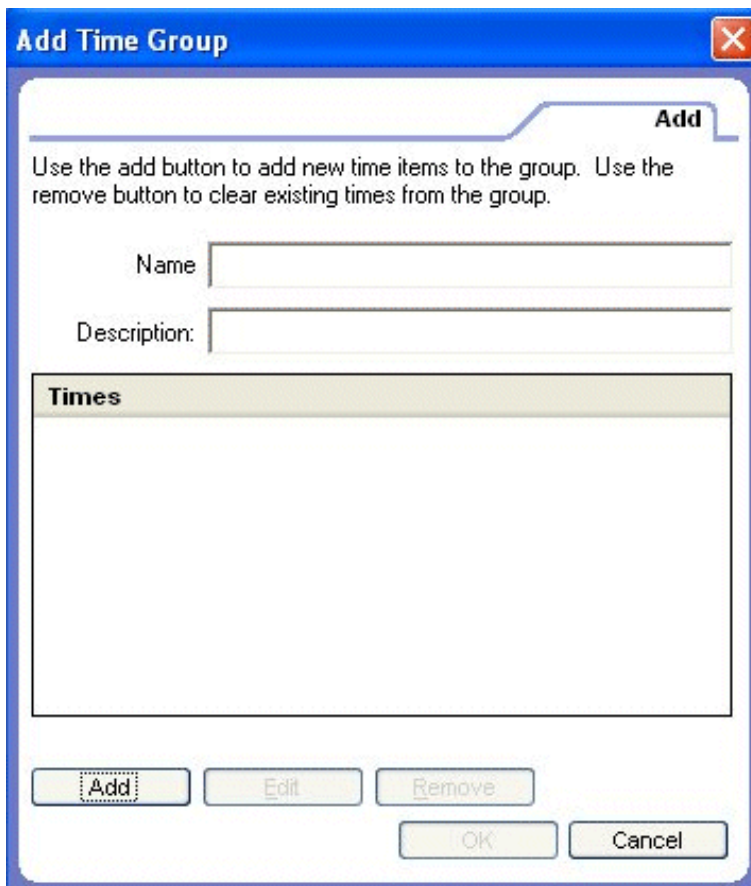 Add Time Group
Add
Use the add button to add new time items to the group. Use the
remove button to clear existing times from the group.
Name
Description:
Times
Add Edit Remove
OK Cancel